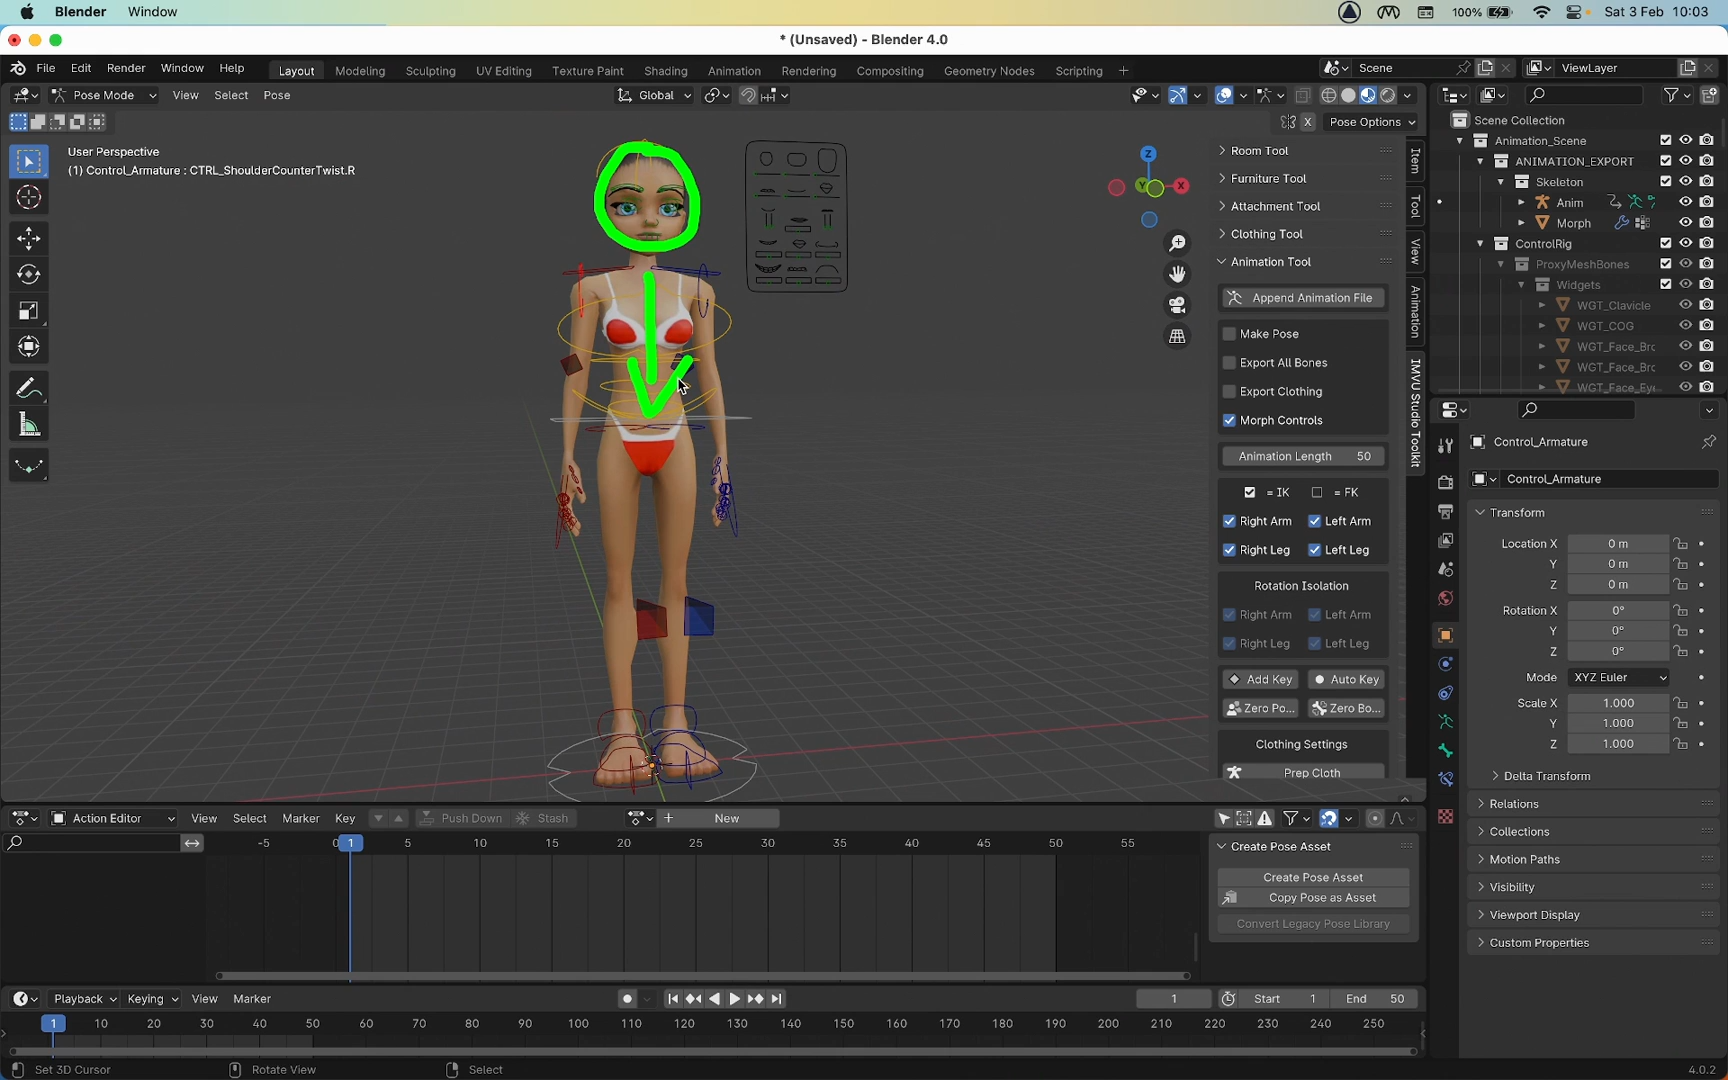 Blender Window 100% Sat 3 Feb 10:03
* (Unsaved) - Blender 4.0
File Edit Render Window Help Layout Modeling Sculpting UV Editing Texture Paint Shading Animation Rendering Compositing Geometry Nodes Scripting + Scene ViewLayer
Pose Mode View Select Pose Global
X Pose Options
User Perspective
(1) Control_Armature : CTRL_ShoulderCounterTwist.R
Z
Y
X
Room Tool
Furniture Tool
Attachment Tool
Clothing Tool
Animation Tool
Append Animation File
Make Pose
Export All Bones
Export Clothing
Morph Controls
Animation Length 50
= IK = FK
Right Arm Left Arm
Right Leg Left Leg
Rotation Isolation
Right Arm Left Arm
Right Leg Left Leg
Add Key Auto Key
Zero Po... Zero Bo...
Clothing Settings
Prep Cloth
Item
Tool
View
Animation
IMVU Studio Toolkit
Scene Collection
Animation_Scene
ANIMATION_EXPORT
Skeleton
Anim
Morph
ControlRig
ProxyMeshBones
Widgets
WGT_Clavicle
WGT_COG
WGT_Face_Brc
WGT_Face_Brc
WGT_Face_Eye
Control_Armature
Control_Armature
Transform
Location X 0 m
Y 0 m
Z 0 m
Rotation X 0°
Y 0°
Z 0°
Mode XYZ Euler
Scale X 1.000
Y 1.000
Z 1.000
Delta Transform
Relations
Collections
Motion Paths
Visibility
Viewport Display
Custom Properties
Action Editor View Select Marker Key Push Down Stash + New
-5 0 1 5 10 15 20 25 30 35 40 45 50 55
Create Pose Asset
Create Pose Asset
Copy Pose as Asset
Convert Legacy Pose Library
Playback Keying View Marker 1 Start 1 End 50
1 10 20 30 40 50 60 70 80 90 100 110 120 130 140 150 160 170 180 190 200 210 220 230 240 250
Set 3D Cursor Rotate View Select 4.0.2